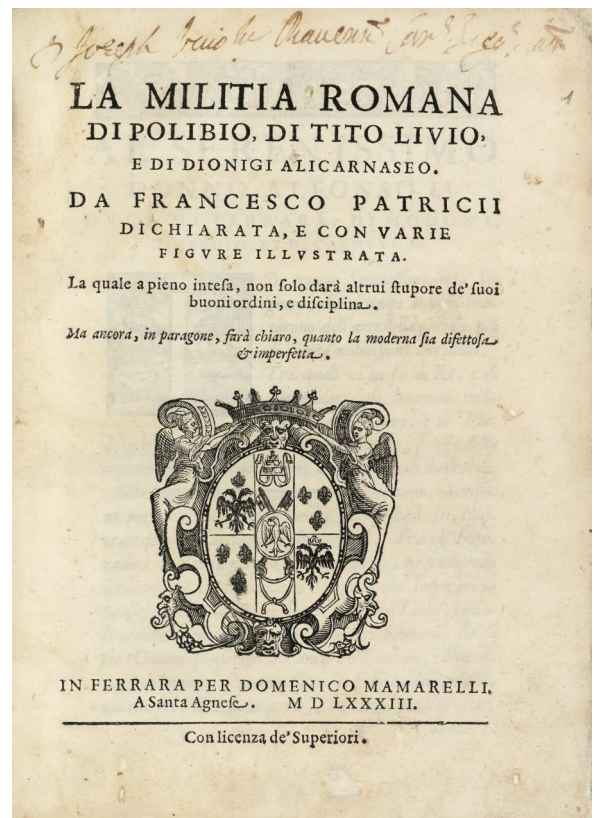 Joseph
1
LA MILITIA ROMANA
DI POLIBIO, DI TITO LIVIO,
E DI DIONIGI ALICARNASEO.
DA FRANCESCO PATRICII
DICHIARATA, E CON VARIE
FIGVRE ILLVSTRATA.
La quale a pieno inteſa, non ſolo darà altrui ſtupore de' ſuoi
buoni ordini, e diſciplina.
Ma ancora, in paragone, farà chiaro, quanto la moderna ſia difettoſa
& imperfetta.
IN FERRARA PER DOMENICO MAMARELLI.
A Santa Agneſe. M D LXXXIII.
Con licenza de' Superiori.